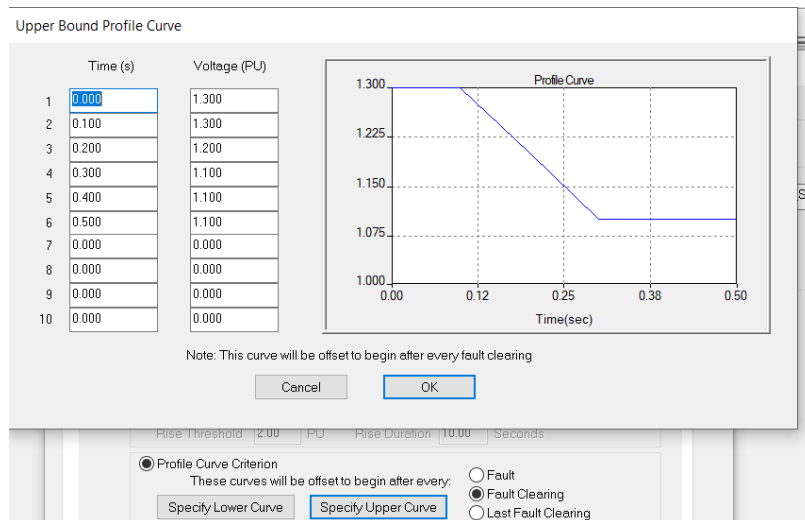 Upper Bound Profile Curve
Time (s) Voltage (PU)
1 0.000 1.300
2 0.100 1.300
3 0.200 1.200
4 0.300 1.100
5 0.400 1.100
6 0.500 1.100
7 0.000 0.000
8 0.000 0.000
9 0.000 0.000
10 0.000 0.000
Profile Curve
1.300
1.225
1.150
1.075
1.000
0.00 0.12 0.25 0.38 0.50
Time(sec)
Note: This curve will be offset to begin after every fault clearing
Cancel OK
Rise Threshold 2.00 PU Rise Duration 10.00 Seconds
Profile Curve Criterion
These curves will be offset to begin after every:
Fault
Fault Clearing
Last Fault Clearing
Specify Lower Curve Specify Upper Curve
S